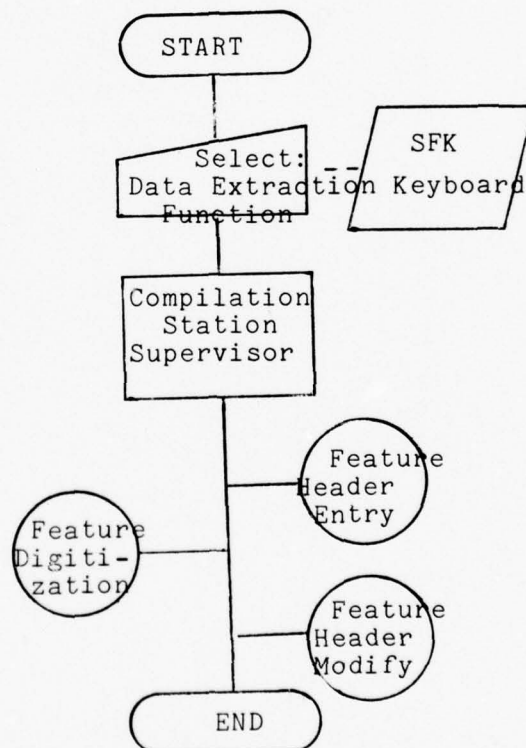 START
Select:
Data Extraction
Function
SFK
Keyboard
Compilation
Station
Supervisor
Feature
Header
Entry
Feature
Digiti-
zation
Feature
Header
Modify
END